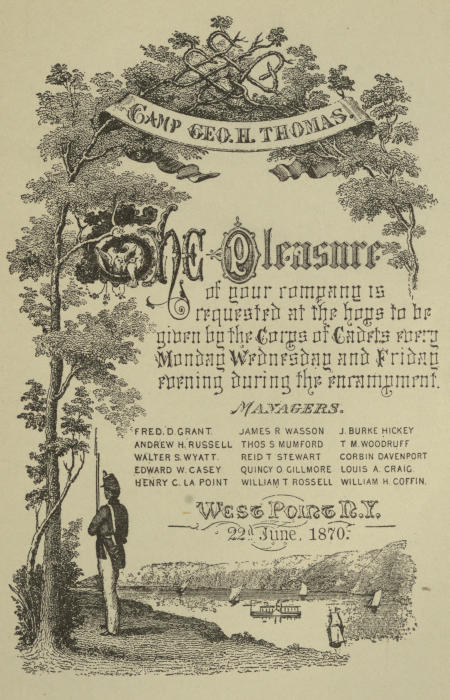 CAMP GEO. H. THOMAS.
The Pleasure
of your company is
requested at the hops to be
given by the Corps of Cadets every
Monday Wednesday and Friday
evening during the encampment.
MANAGERS.
FRED. D. GRANT. JAMES R WASSON J. BURKE HICKEY
ANDREW H. RUSSELL THOS S MUMFORD T M. WOODRUFF
WALTER S. WYATT. REID T STEWART CORBIN DAVENPORT
EDWARD W. CASEY QUINCY O GILLMORE LOUIS A. CRAIG.
HENRY C. LA POINT WILLIAM T ROSSELL WILLIAM H. COFFIN.
WEST POINT N.Y.
22d June, 1870.